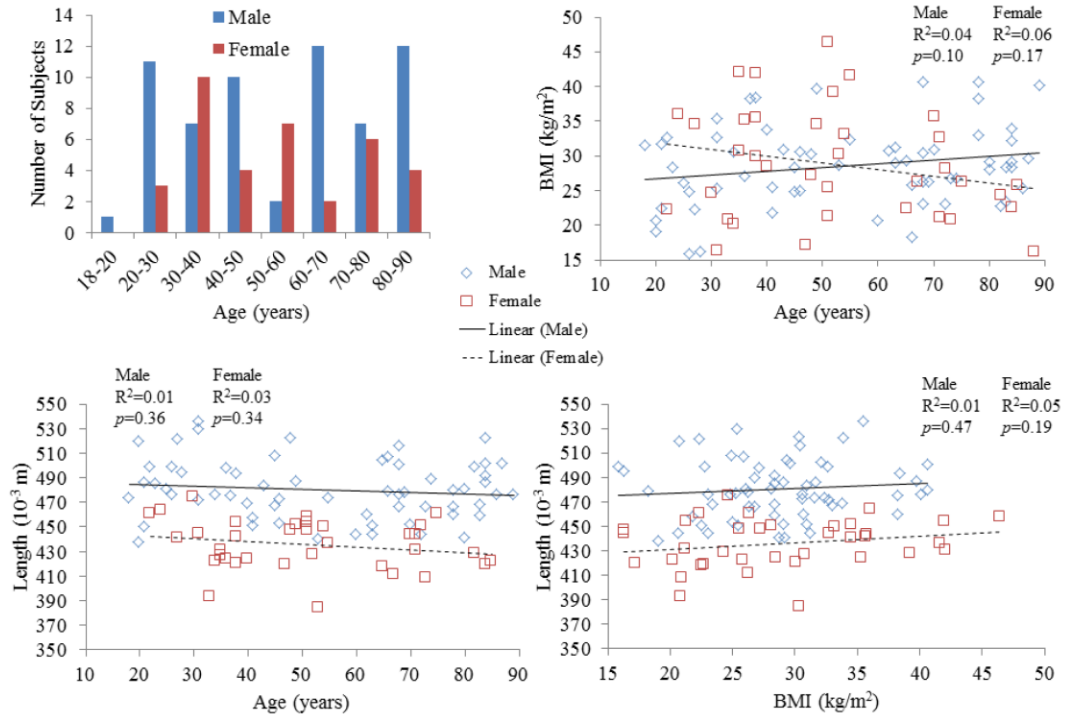 14
12
10
8
6
4
2
0
Number of Subjects
Male
Female
18-20
20-30
30-40
40-50
50-60
60-70
70-80
80-90
Age (years)
50
45
40
35
30
25
20
15
BMI (kg/m²)
Male Female
R²=0.04 R²=0.06
p=0.10 p=0.17
10 20 30 40 50 60 70 80 90
Age (years)
Male
Female
Linear (Male)
Linear (Female)
Male Female
R²=0.01 R²=0.03
p=0.36 p=0.34
550
530
510
490
470
450
430
410
390
370
350
Length (10⁻³ m)
10 20 30 40 50 60 70 80 90
Age (years)
Male Female
R²=0.01 R²=0.05
p=0.47 p=0.19
550
530
510
490
470
450
430
410
390
370
350
Length (10⁻³ m)
15 20 25 30 35 40 45 50
BMI (kg/m²)